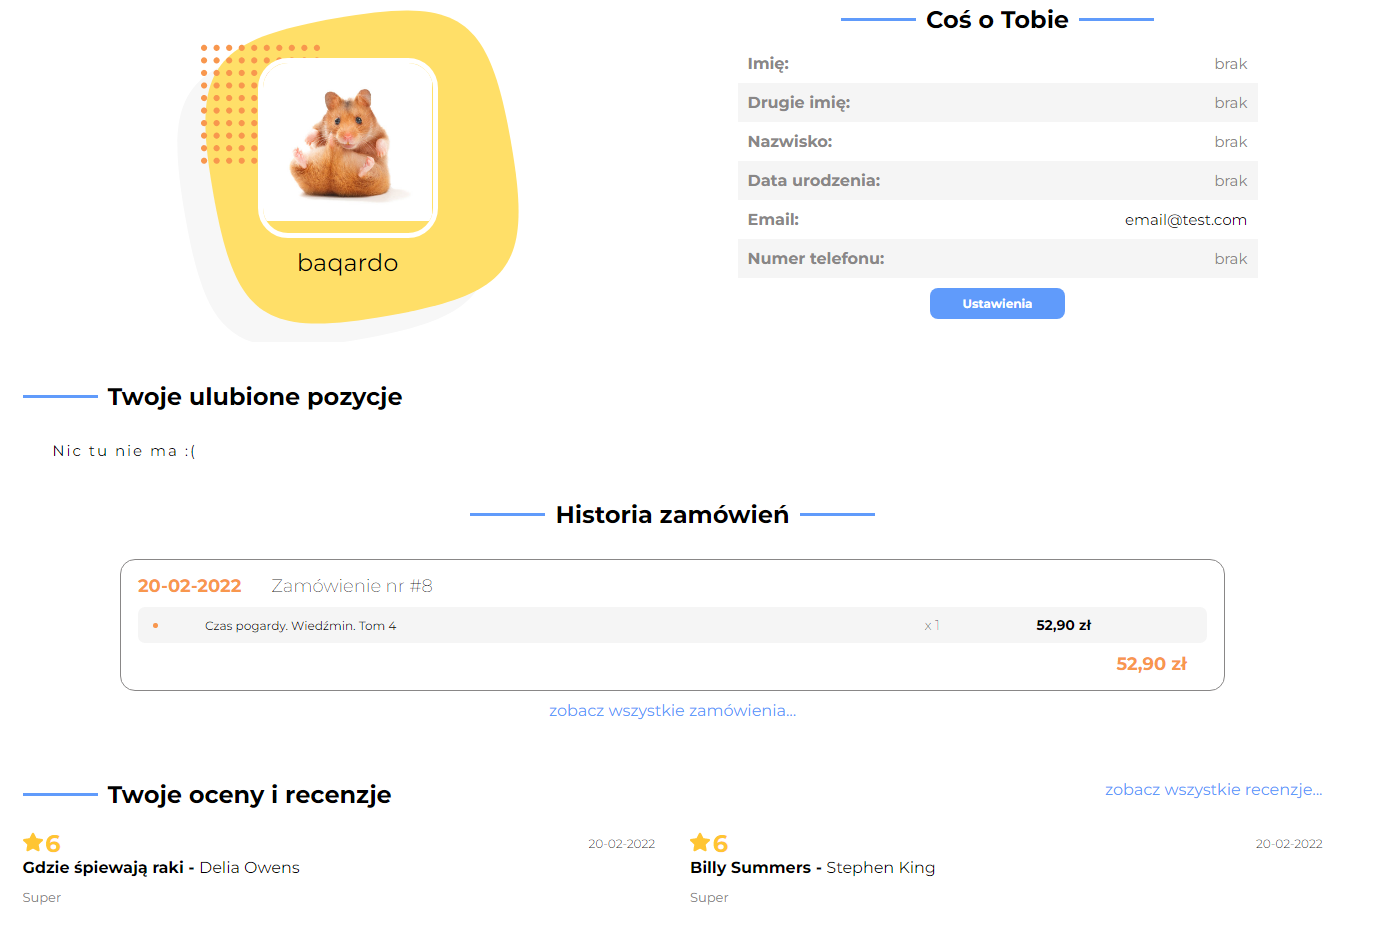 baqardo
Coś o Tobie
Imię: brak
Drugie imię: brak
Nazwisko: brak
Data urodzenia: brak
Email: email@test.com
Numer telefonu: brak
Ustawienia
Twoje ulubione pozycje
Nic tu nie ma :(
Historia zamówień
20-02-2022 Zamówienie nr #8
Czas pogardy. Wiedźmin. Tom 4 x 1 52,90 zł
52,90 zł
zobacz wszystkie zamówienia...
Twoje oceny i recenzje
zobacz wszystkie recenzje...
6 20-02-2022
Gdzie śpiewają raki - Delia Owens
Super
6 20-02-2022
Billy Summers - Stephen King
Super